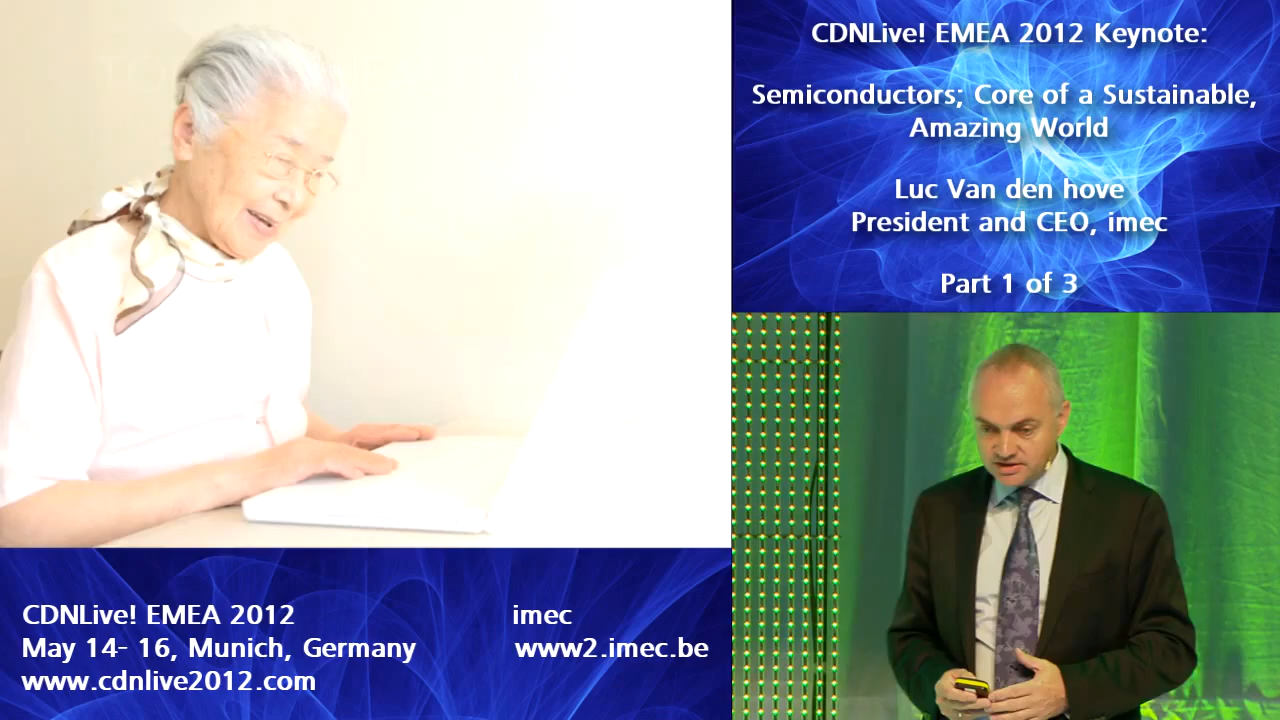 CDNLive! EMEA 2012 Keynote:
Semiconductors; Core of a Sustainable,
Amazing World
Luc Van den hove
President and CEO, imec
Part 1 of 3
CDNLive! EMEA 2012
May 14- 16, Munich, Germany
www.cdnlive2012.com
imec
www2.imec.be